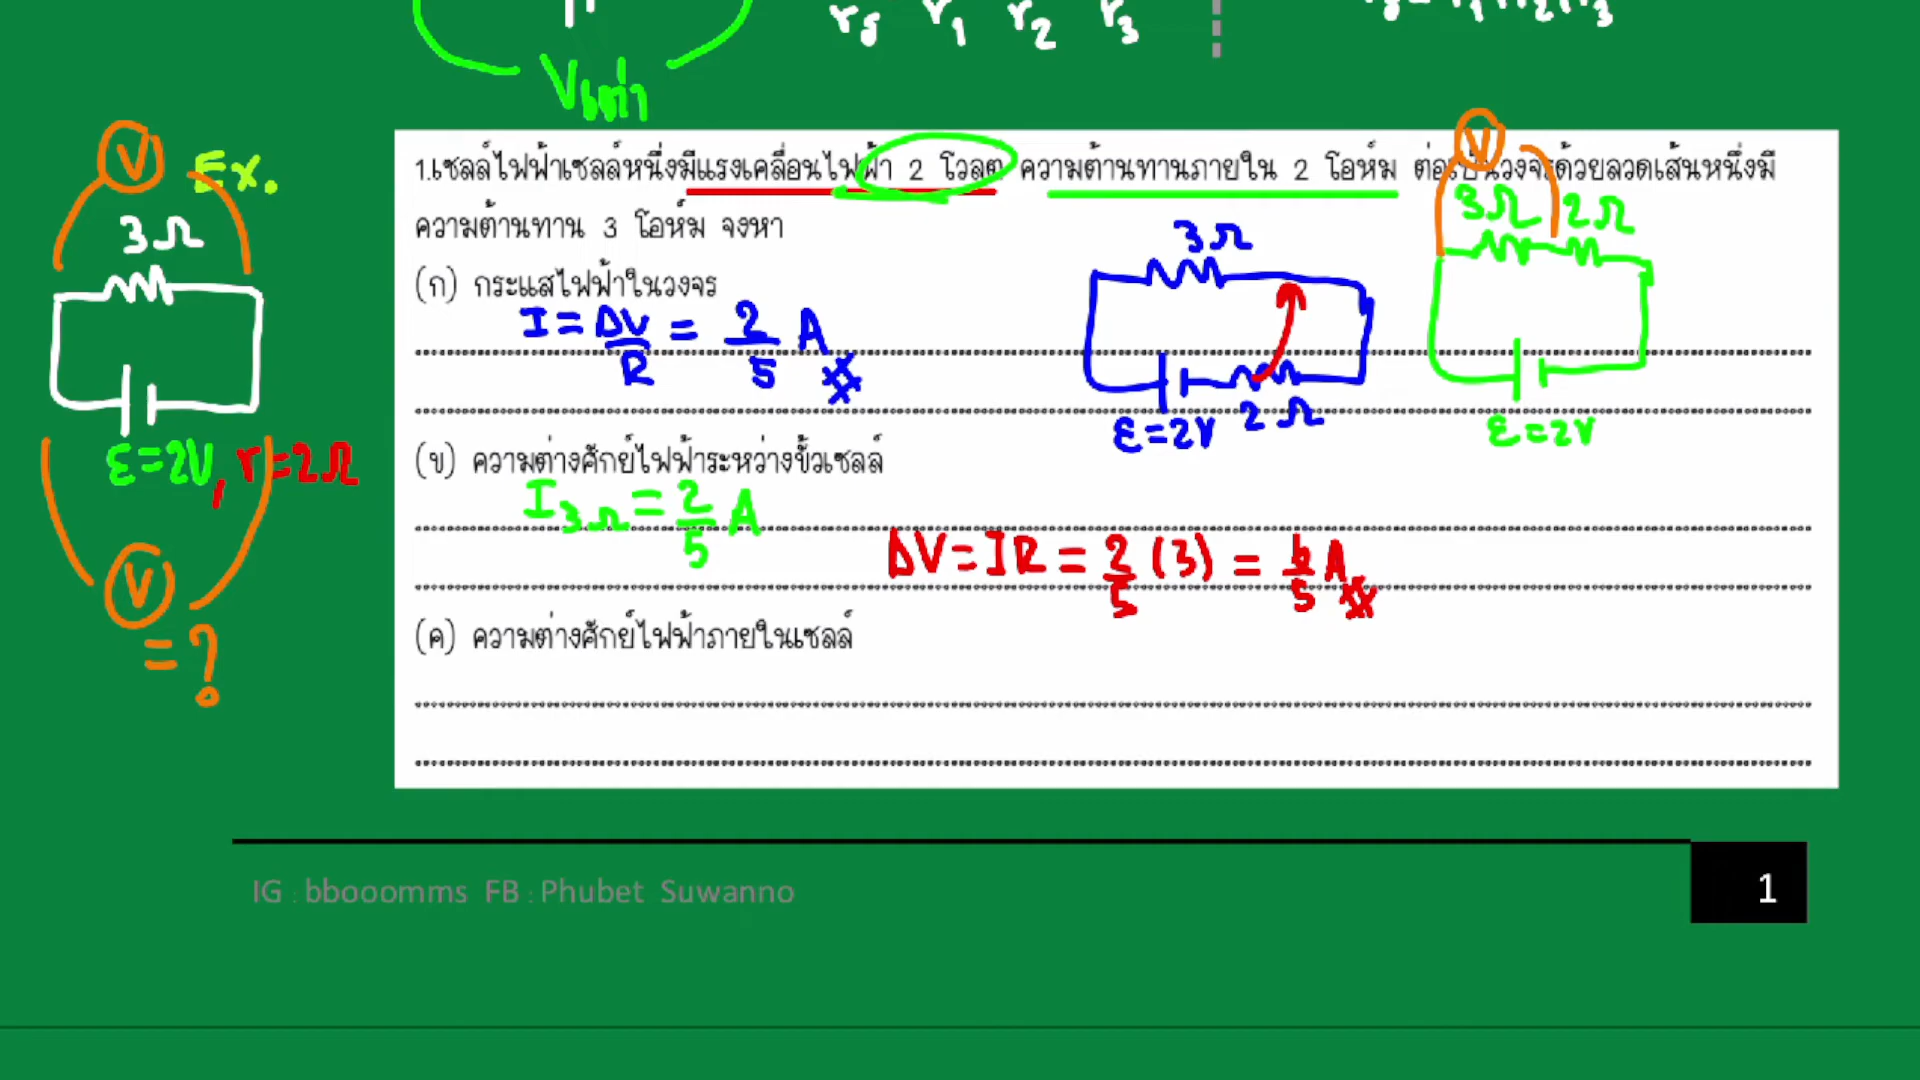 r₁ r₂ r₃
Vขั้ว
Ex.
V
3Ω
ε=2V, r=2Ω
V
=?
1.เซลล์ไฟฟ้าเซลล์หนึ่งมีแรงเคลื่อนไฟฟ้า 2 โวลต ความต้านทานภายใน 2 โอห์ม ต่อเป็นวงจรด้วยลวดเส้นหนึ่งมี
ความต้านทาน 3 โอห์ม จงหา
V
3Ω 2Ω
ε=2V
3Ω
ε=2V 2Ω
(ก) กระแสไฟฟ้าในวงจร
I = ΔV/R = 2/5 A
(ข) ความต่างศักย์ไฟฟ้าระหว่างขั้วเซลล์
I3Ω = 2/5 A
ΔV = IR = 2/5 (3) = 6/5 A
(ค) ความต่างศักย์ไฟฟ้าภายในเซลล์
IG : bbooomms FB : Phubet Suwanno
1